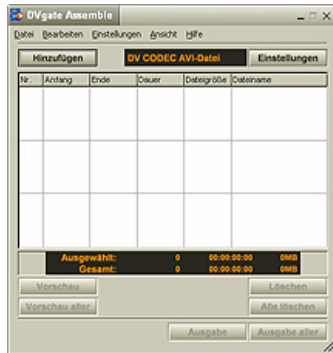 DVgate Assemble
Datei Bearbeiten Einstellungen Ansicht Hilfe
Hinzufügen DV CODEC AVI-Datei Einstellungen
Nr. Anfang Ende Dauer Dateigröße Dateiname
Ausgewählt: 0 00:00:00:00 0MB
Gesamt: 0 00:00:00:00 0MB
Vorschau Löschen
Vorschau aller Alle löschen
Ausgabe Ausgabe aller